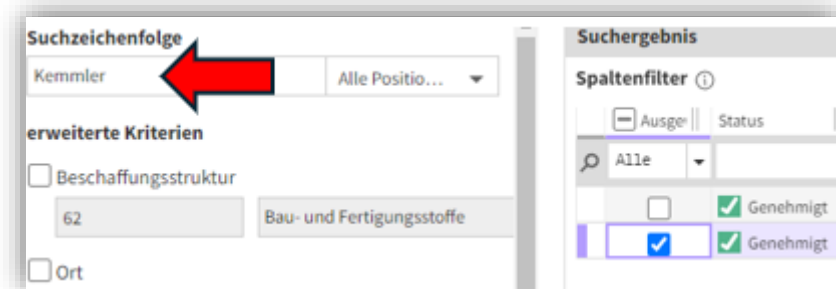 Suchzeichenfolge
Kemmler
Alle Positio...
erweiterte Kriterien
Beschaffungsstruktur
62
Bau- und Fertigungsstoffe
Ort
Suchergebnis
Spaltenfilter
Ausge
Status
Alle
Genehmigt
Genehmigt